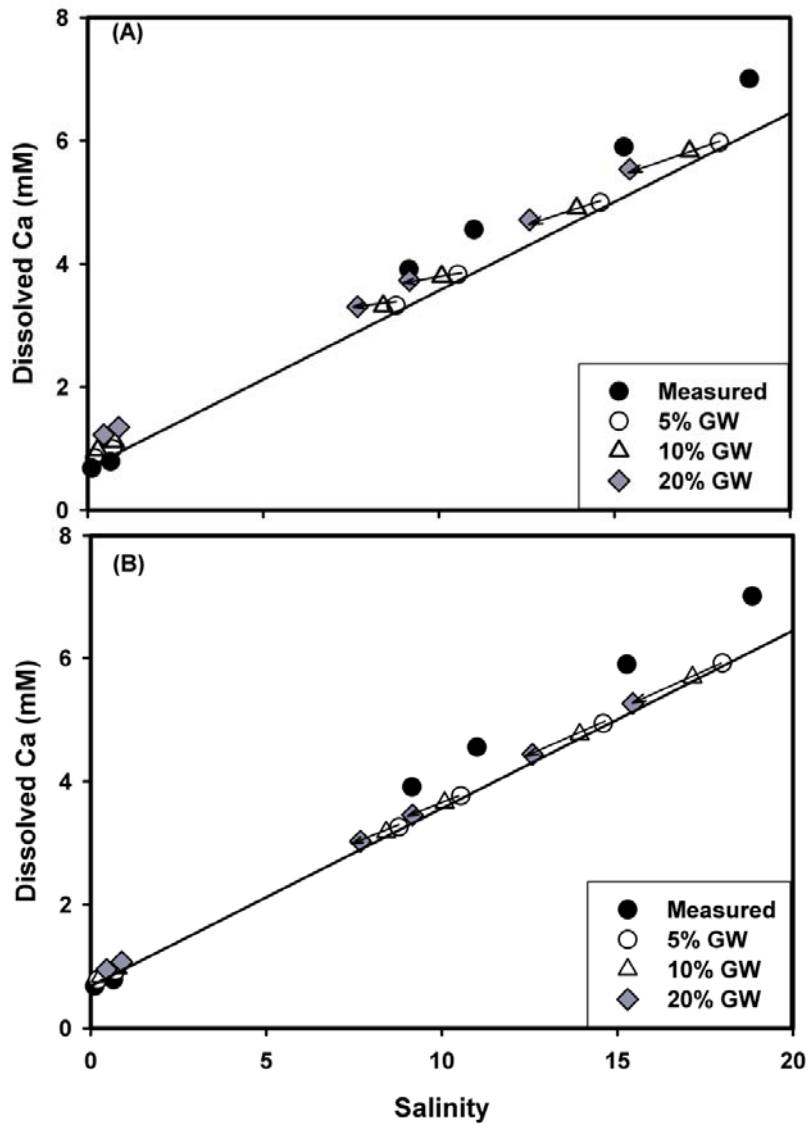 (A)
8
6
4
2
0
Dissolved Ca (mM)
Measured
5% GW
10% GW
20% GW
(B)
8
6
4
2
0
Dissolved Ca (mM)
Measured
5% GW
10% GW
20% GW
0 5 10 15 20
Salinity